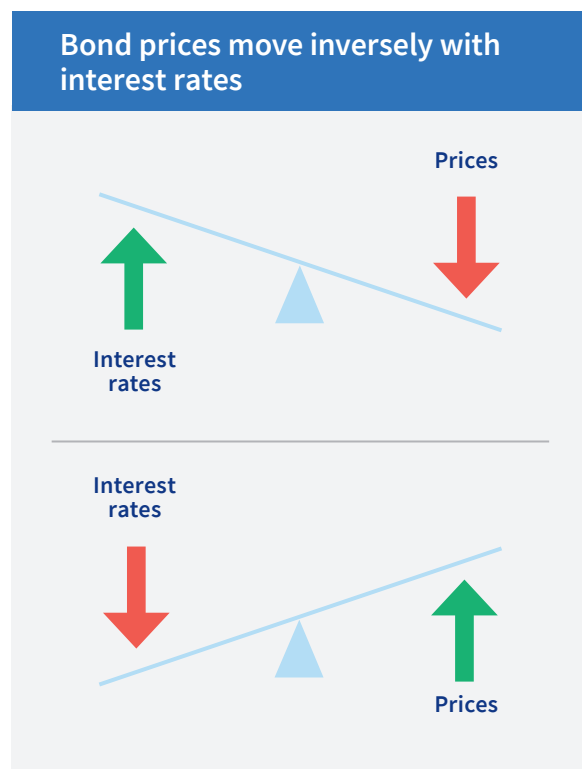 Bond prices move inversely with
interest rates
Prices
Interest
rates
Interest
rates
Prices